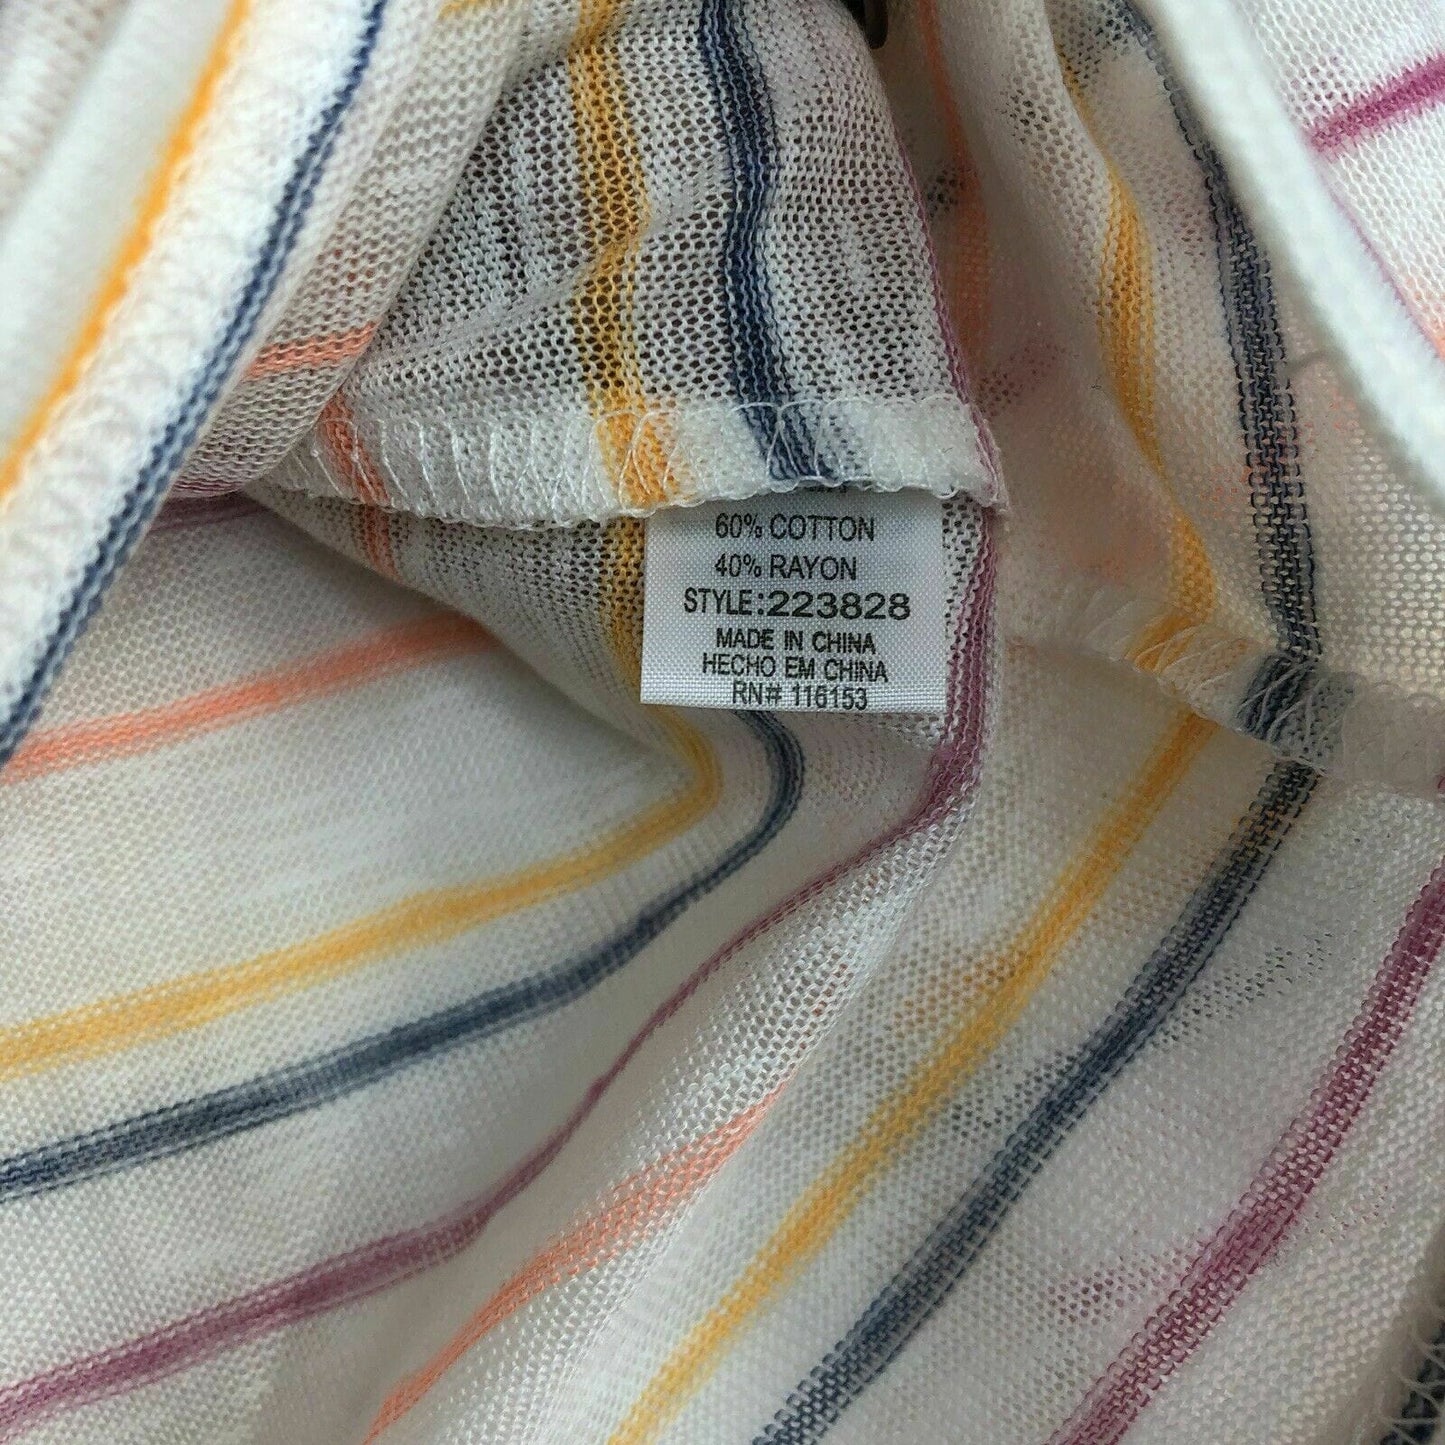 60% COTTON
40% RAYON
STYLE:223828
MADE IN CHINA
HECHO EM CHINA
RN# 116153